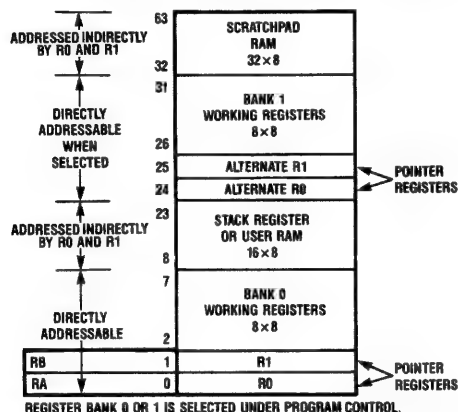 63
ADDRESSED INDIRECTLY
BY R0 AND R1
32
SCRATCHPAD
RAM
32×8
31
DIRECTLY
ADDRESSABLE
WHEN
SELECTED
26
BANK 1
WORKING REGISTERS
8×8
25
ALTERNATE R1
24
ALTERNATE R0
POINTER
REGISTERS
23
ADDRESSED INDIRECTLY
BY R0 AND R1
8
STACK REGISTER
OR USER RAM
16×8
7
DIRECTLY
ADDRESSABLE
2
BANK 0
WORKING REGISTERS
8×8
RB 1 R1
RA 0 R0
POINTER
REGISTERS
REGISTER BANK 0 OR 1 IS SELECTED UNDER PROGRAM CONTROL.